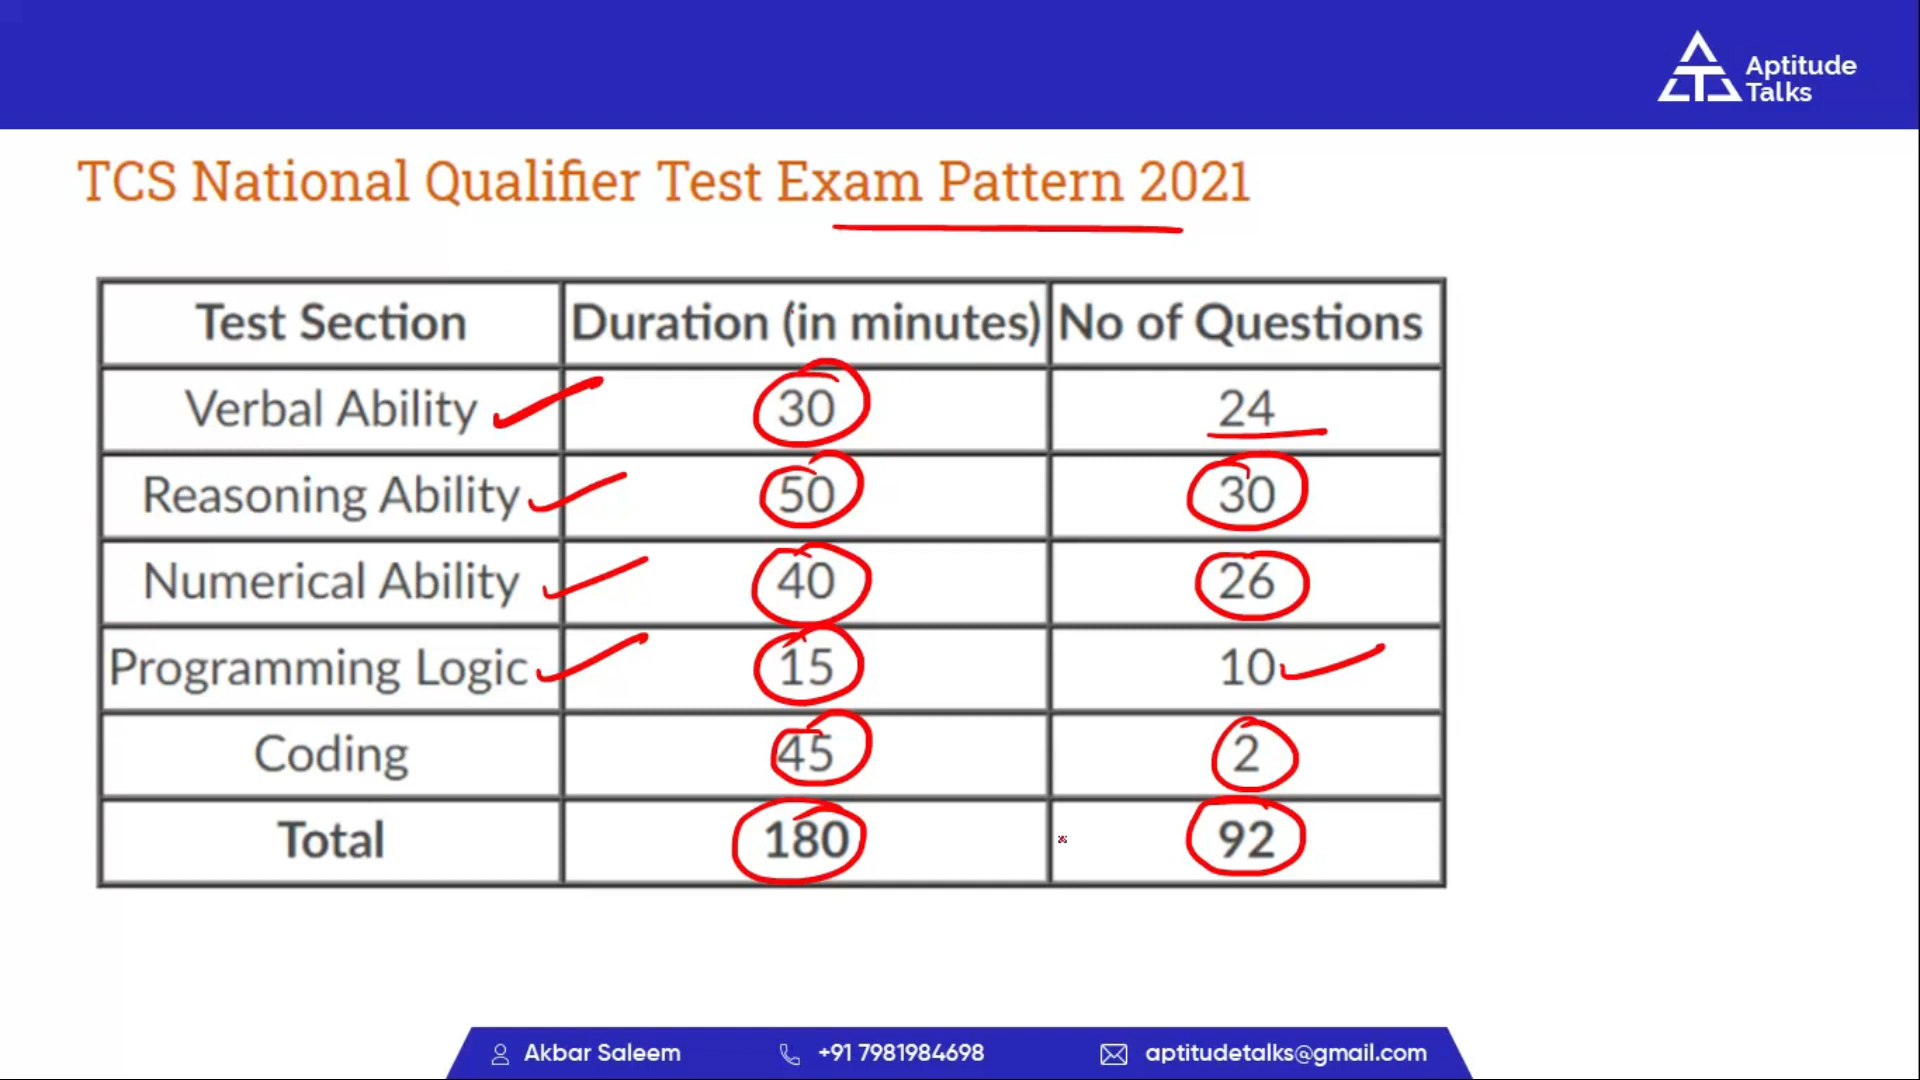 Aptitude
Talks
TCS National Qualifier Test Exam Pattern 2021
Test Section Duration (in minutes) No of Questions
Verbal Ability 30 24
Reasoning Ability 50 30
Numerical Ability 40 26
Programming Logic 15 10
Coding 45 2
Total 180 92
Akbar Saleem +91 7981984698 aptitudetalks@gmail.com